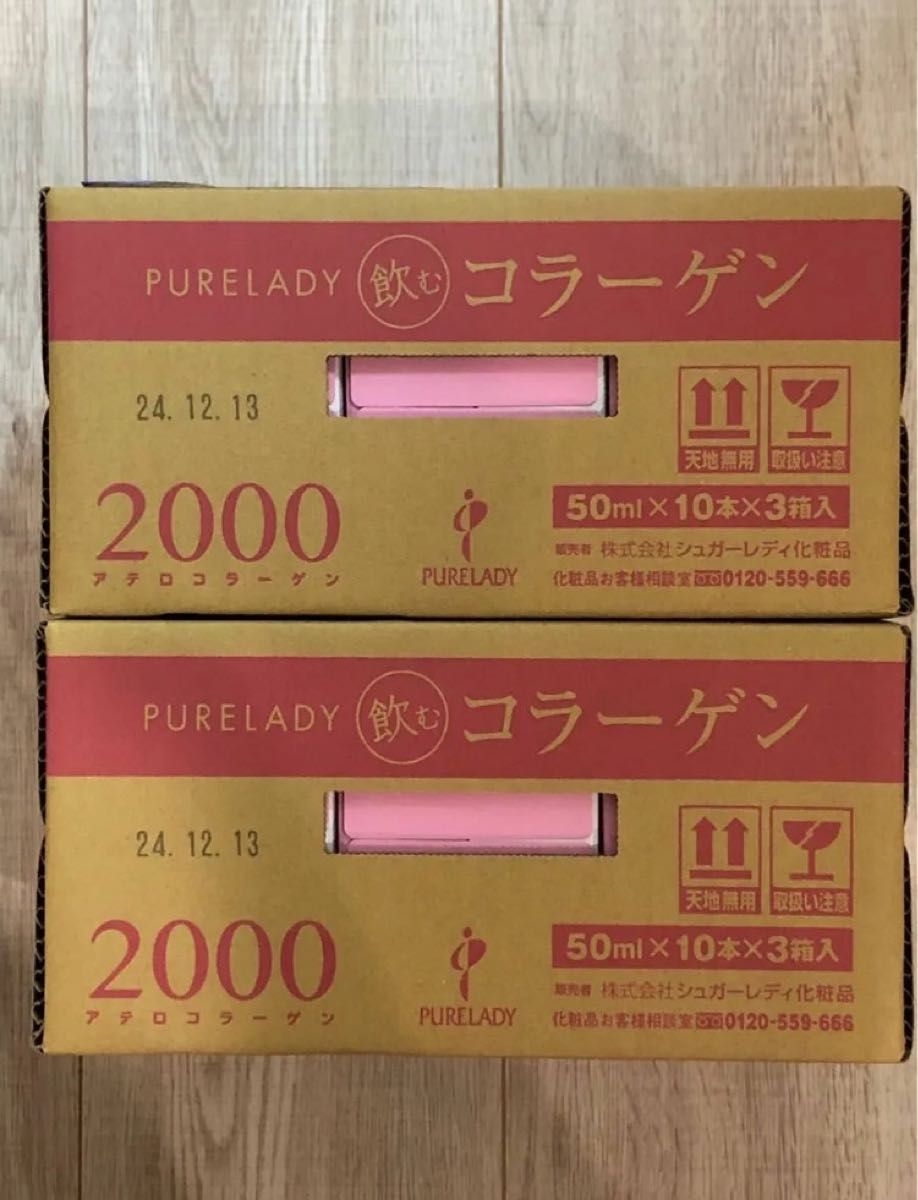 PURELADY 飲む コラーゲン
24.12.13
天地無用 取扱い注意
2000
アテロコラーゲン
PURELADY
50ml×10本×3箱入
販売者 株式会社シュガーレディ化粧品
化粧品お客様相談室 0120-559-666
PURELADY 飲む コラーゲン
24.12.13
天地無用 取扱い注意
2000
アテロコラーゲン
PURELADY
50ml×10本×3箱入
販売者 株式会社シュガーレディ化粧品
化粧品お客様相談室 0120-559-666